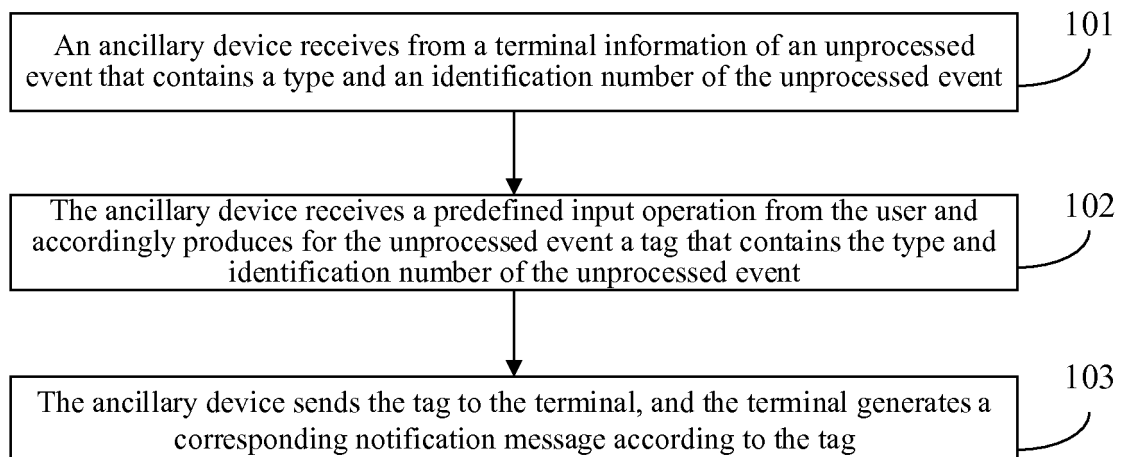 An ancillary device receives from a terminal information of an unprocessed
event that contains a type and an identification number of the unprocessed event
101
The ancillary device receives a predefined input operation from the user and
accordingly produces for the unprocessed event a tag that contains the type and
identification number of the unprocessed event
102
The ancillary device sends the tag to the terminal, and the terminal generates a
corresponding notification message according to the tag
103